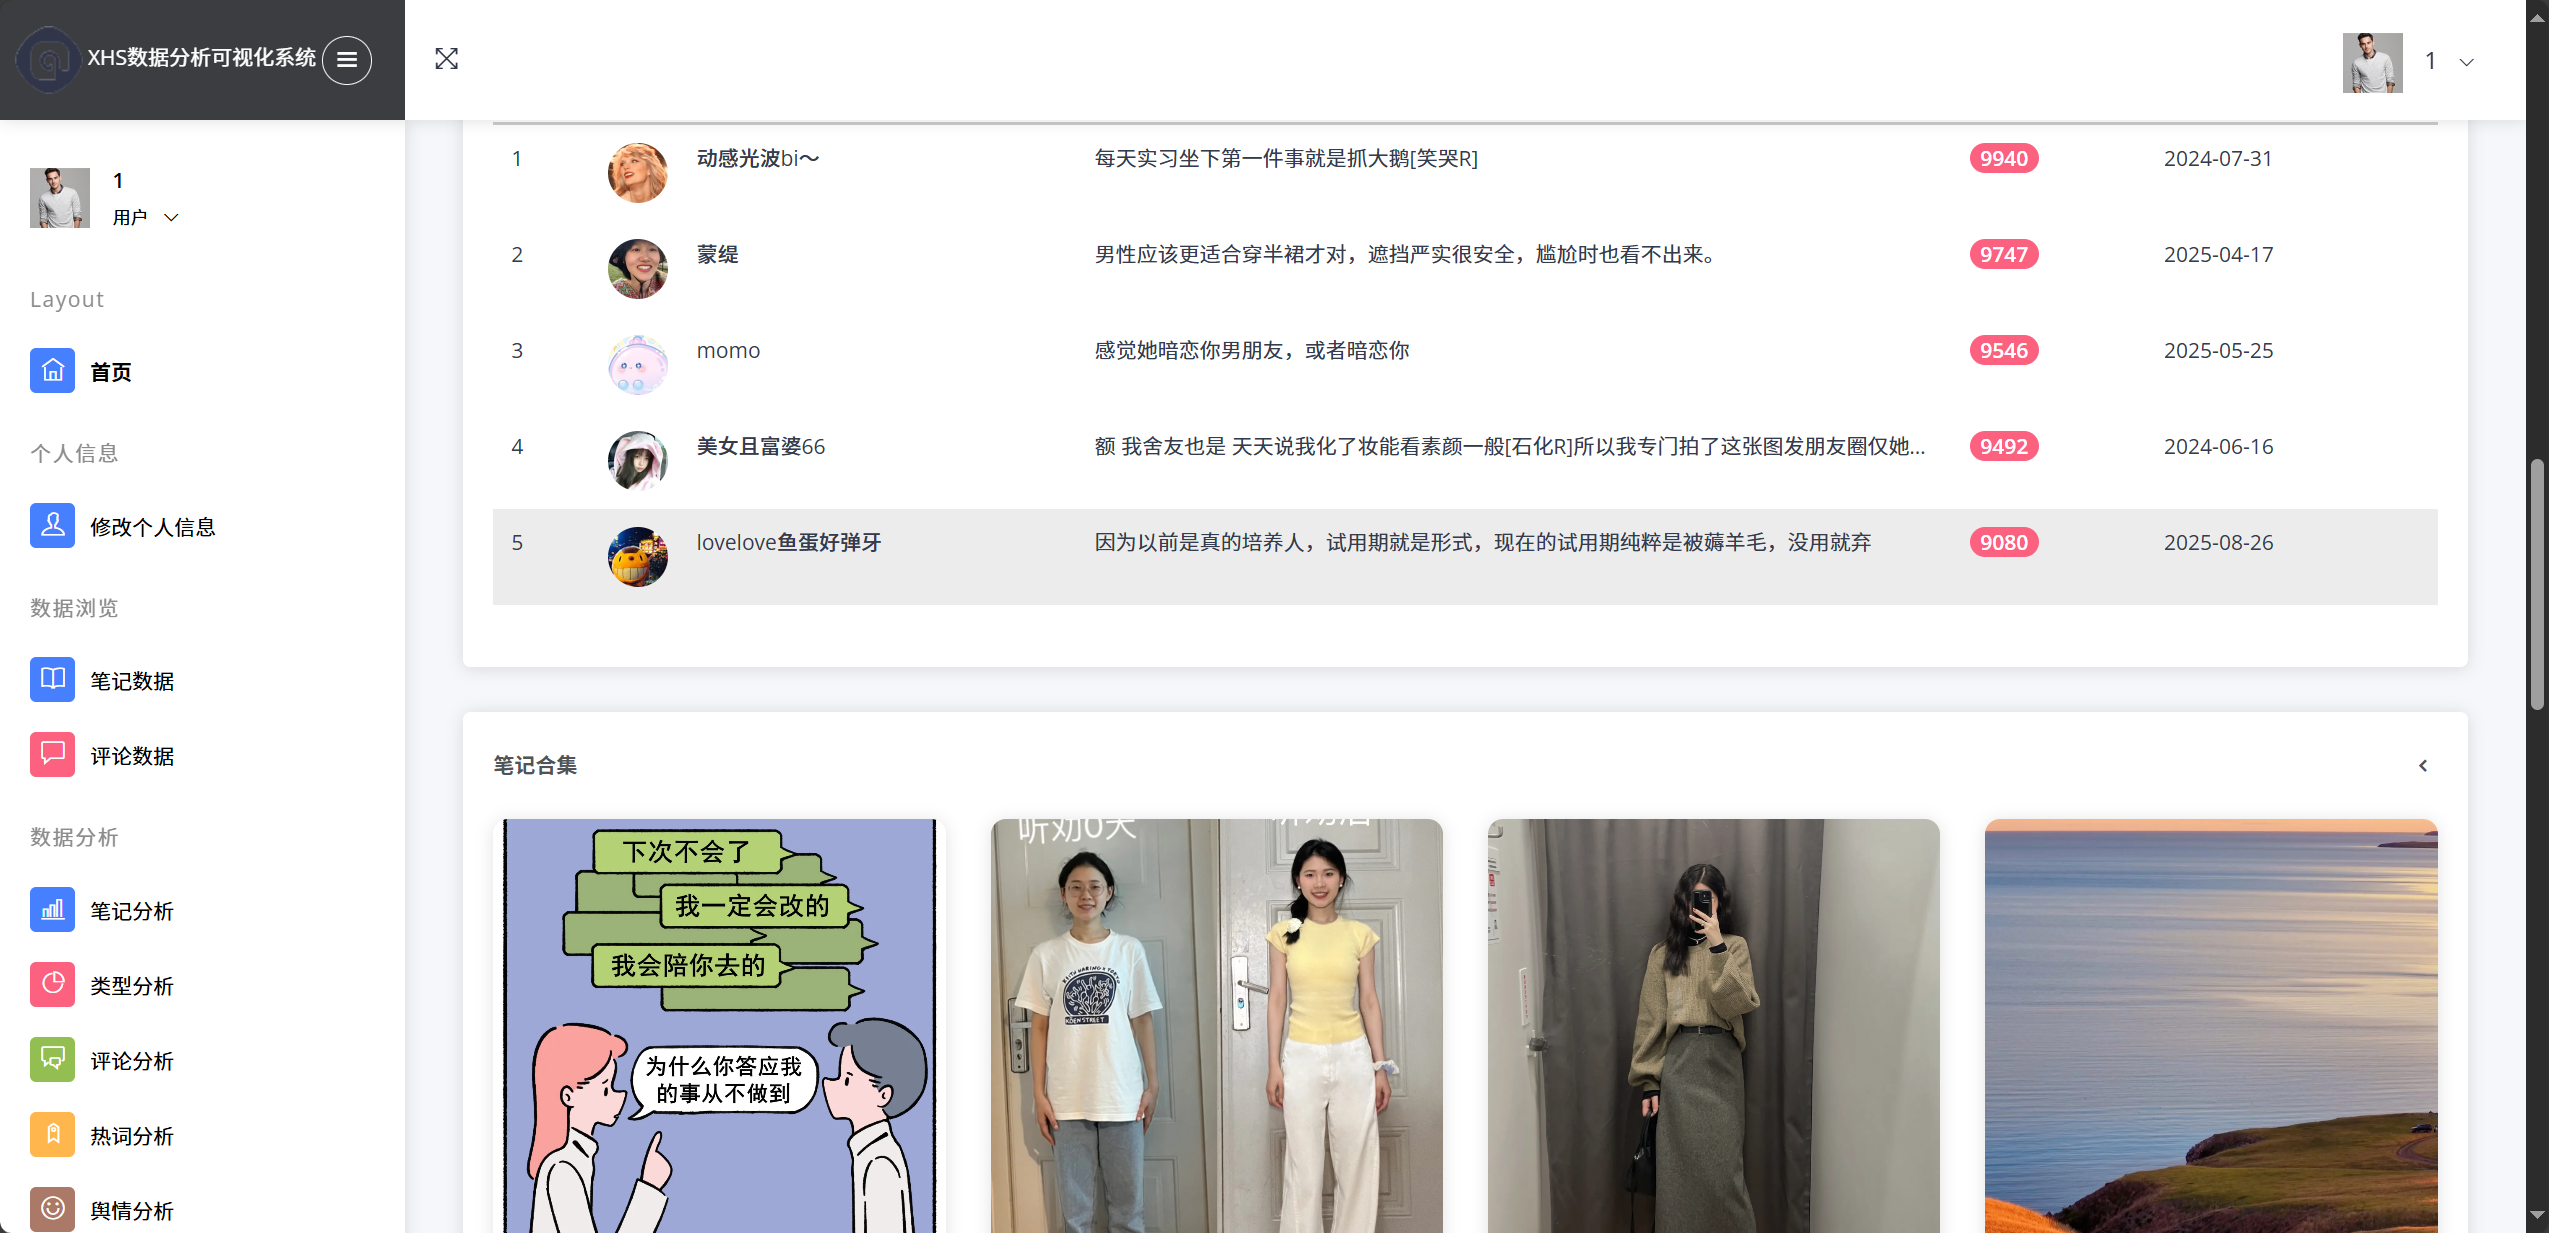 XHS数据分析可视化系统
1
1
用户
Layout
首页
个人信息
修改个人信息
数据浏览
笔记数据
评论数据
数据分析
笔记分析
类型分析
评论分析
热词分析
舆情分析
1 动感光波bi～ 每天实习坐下第一件事就是抓大鹅[笑哭R] 9940 2024-07-31
2 蒙缇 男性应该更适合穿半裙才对，遮挡严实很安全，尴尬时也看不出来。 9747 2025-04-17
3 momo 感觉她暗恋你男朋友，或者暗恋你 9546 2025-05-25
4 美女且富婆66 额 我舍友也是 天天说我化了妆能看素颜一般[石化R]所以我专门拍了这张图发朋友圈仅她... 9492 2024-06-16
5 lovelove鱼蛋好弹牙 因为以前是真的培养人，试用期就是形式，现在的试用期纯粹是被薅羊毛，没用就弃 9080 2025-08-26
笔记合集
下次不会了
我一定会改的
我会陪你去的
为什么你答应我
的事从不做到
听劝6天
KOEN STREET